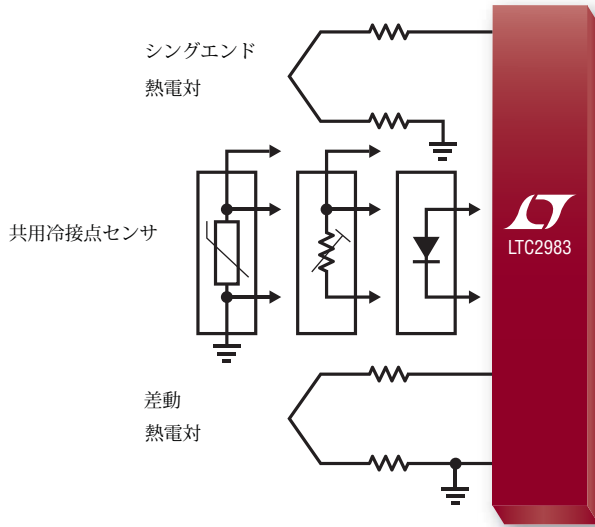 シングエンド
熱電対
共用冷接点センサ
LTC2983
差動
熱電対